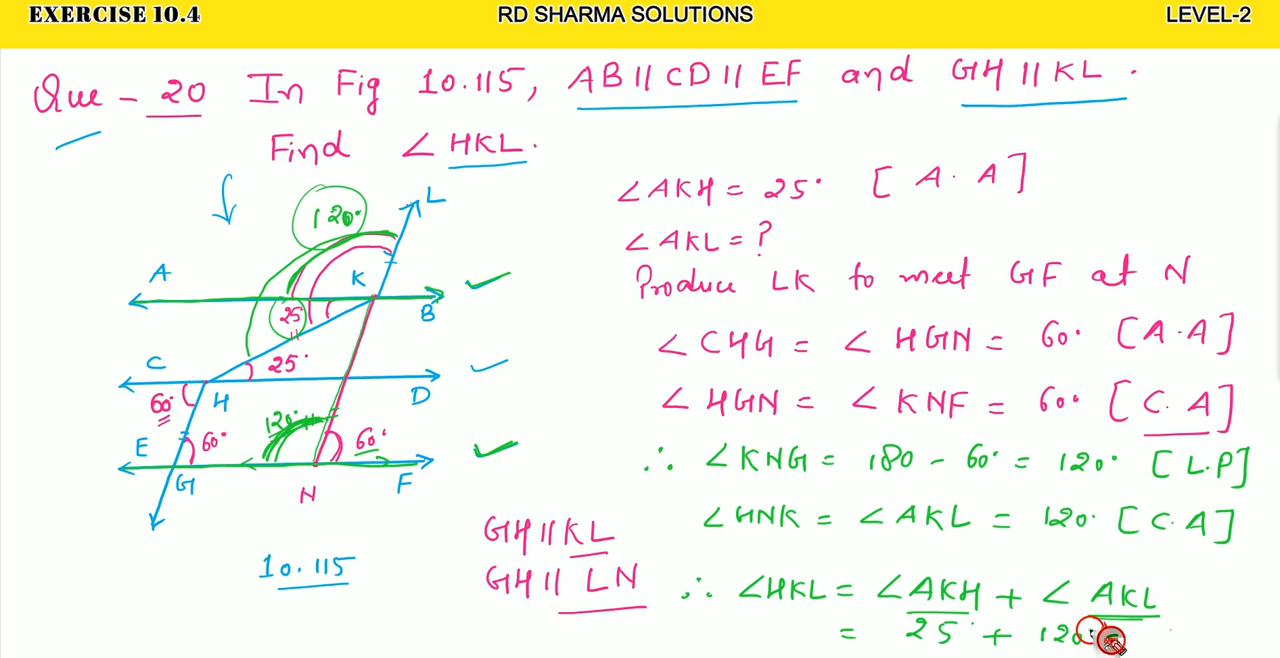 EXERCISE 10.4 RD SHARMA SOLUTIONS LEVEL-2
Que - 20 In Fig 10.115, AB || CD || EF and GH || KL.
Find ∠HKL.
120°
L
A
K
25°
B
C
25°
60°
H
D
120°
E
60°
60°
G
N
F
10.115
∠AKH = 25° [A.A]
∠AKL = ?
Produce LK to meet GF at N
∠CHG = ∠HGN = 60° [A.A]
∠HGN = ∠KNF = 60° [C.A]
∴ ∠KNG = 180 - 60° = 120° [L.P]
∠GNK = ∠AKL = 120° [C.A]
GH || KL
GH || LN
∴ ∠HKL = ∠AKH + ∠AKL
= 25° + 120°